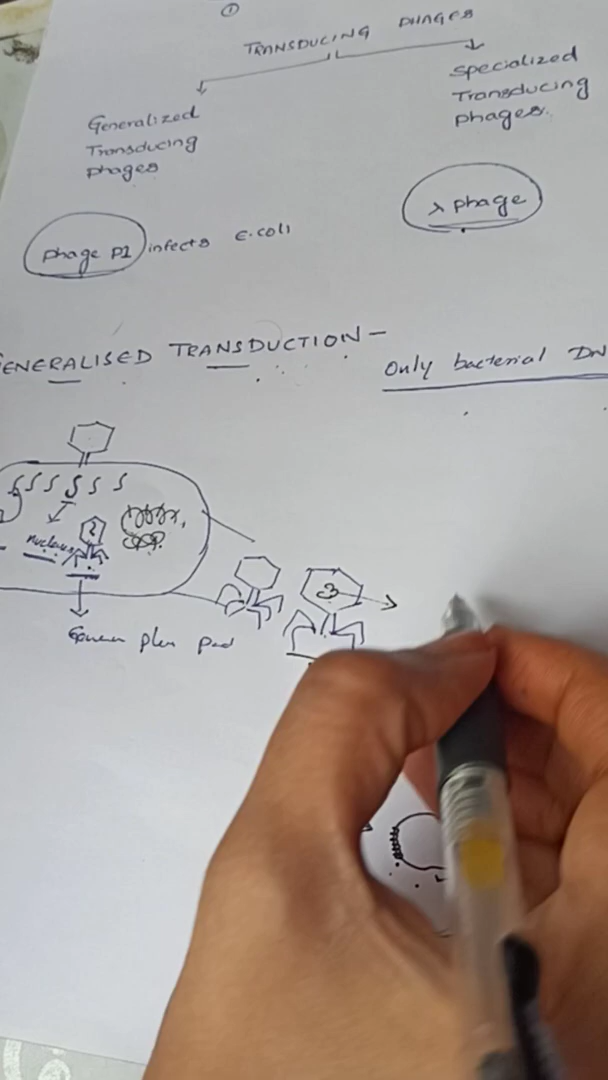 1
TRANSDUCING PHAGES
Generalized
Transducing
phages
Specialized
Transducing
phages.
phage P1 infects E.coli
λ phage
GENERALISED TRANSDUCTION -
Only bacterial DN
nucleus